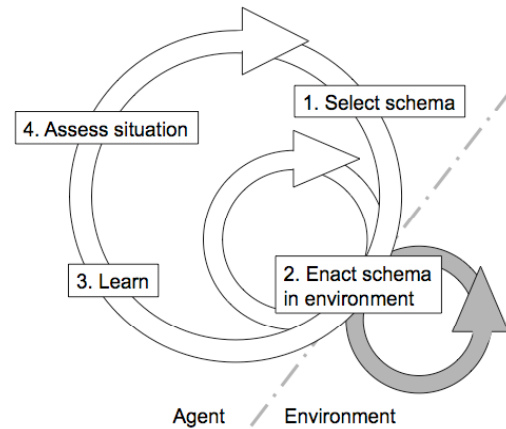 1. Select schema
4. Assess situation
2. Enact schema
in environment
3. Learn
Agent
Environment